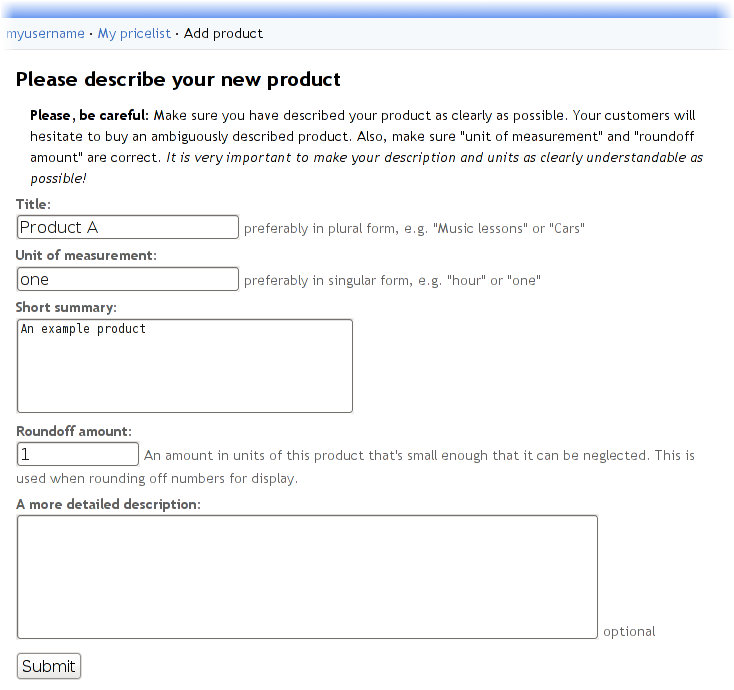 myusername · My pricelist · Add product
Please describe your new product
Please, be careful: Make sure you have described your product as clearly as possible. Your customers will
hesitate to buy an ambiguously described product. Also, make sure "unit of measurement" and "roundoff
amount" are correct. It is very important to make your description and units as clearly understandable as
possible!
Title:
Product A preferably in plural form, e.g. "Music lessons" or "Cars"
Unit of measurement:
one preferably in singular form, e.g. "hour" or "one"
Short summary:
An example product
Roundoff amount:
1 An amount in units of this product that's small enough that it can be neglected. This is
used when rounding off numbers for display.
A more detailed description:
optional
Submit